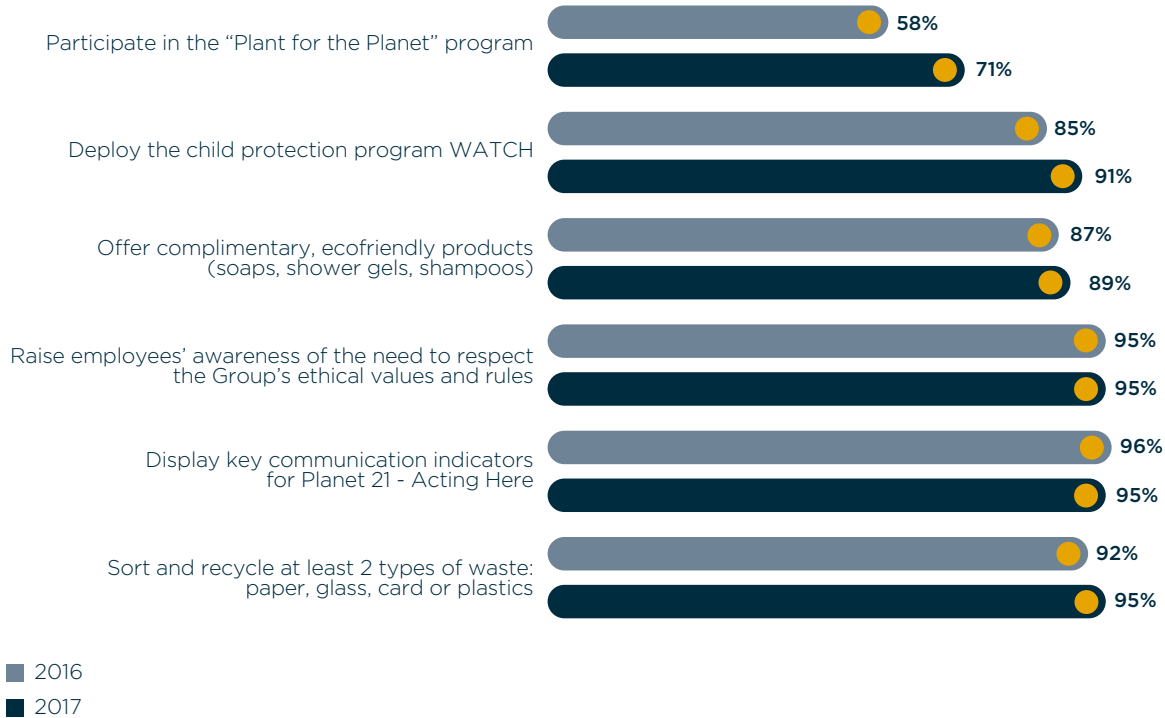 58%
Participate in the “Plant for the Planet” program
71%
85%
Deploy the child protection program WATCH
91%
87%
Offer complimentary, ecofriendly products
(soaps, shower gels, shampoos)
89%
95%
Raise employees’ awareness of the need to respect
the Group’s ethical values and rules
95%
96%
Display key communication indicators
for Planet 21 - Acting Here
95%
92%
Sort and recycle at least 2 types of waste:
paper, glass, card or plastics
95%
2016
2017